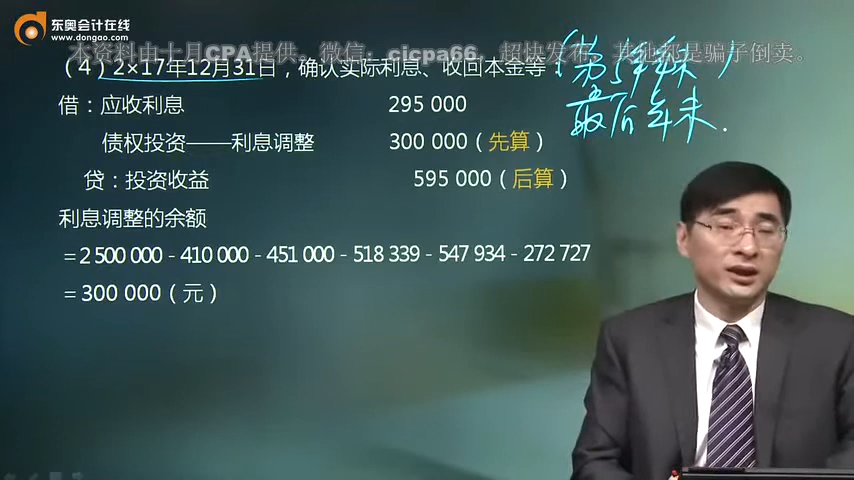 东奥会计在线
www.dongao.com
本资料由十月CPA提供。微信：cicpa66，超快发布，其他都是骗子倒卖。
（4）2×17年12月31日，确认实际利息、收回本金等：
（第5年末）
最后年末.
借：应收利息 295 000
债权投资——利息调整 300 000（先算）
贷：投资收益 595 000（后算）
利息调整的余额
＝2 500 000－410 000－451 000－518 339－547 934－272 727
＝300 000（元）